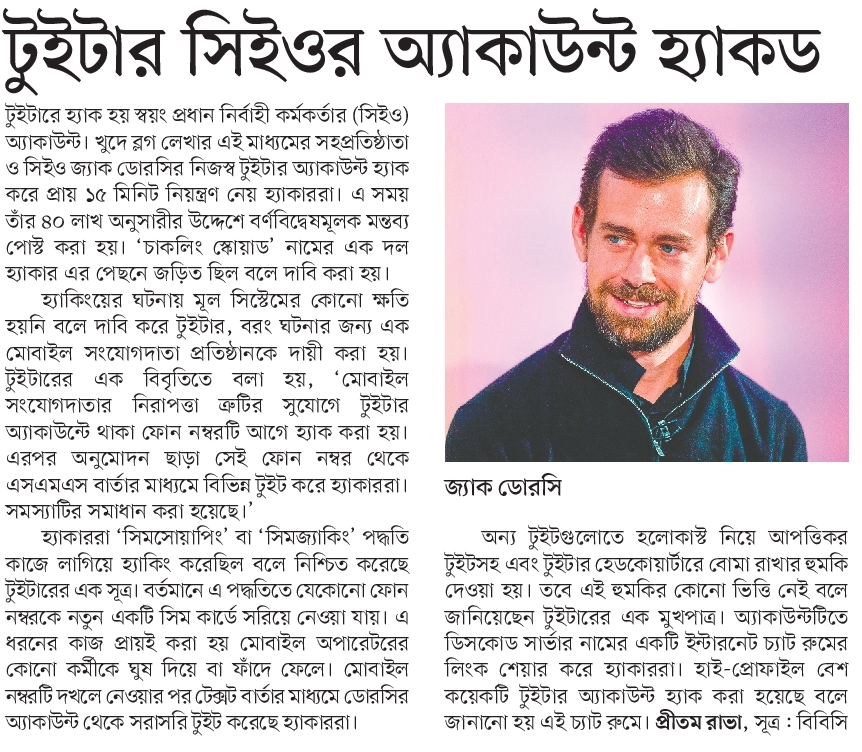 টুইটার সিইওর অ্যাকাউন্ট হ্যাকড
টুইটারে হ্যাক হয় স্বয়ং প্রধান নির্বাহী কর্মকর্তার (সিইও)
অ্যাকাউন্ট। খুদে ব্লগ লেখার এই মাধ্যমের সহপ্রতিষ্ঠাতা
ও সিইও জ্যাক ডোরসির নিজস্ব টুইটার অ্যাকাউন্ট হ্যাক
করে প্রায় ১৫ মিনিট নিয়ন্ত্রণ নেয় হ্যাকাররা। এ সময়
তাঁর ৪০ লাখ অনুসারীর উদ্দেশে বর্ণবিদ্বেষমূলক মন্তব্য
পোস্ট করা হয়। ‘চাকলিং স্কোয়াড’ নামের এক দল
হ্যাকার এর পেছনে জড়িত ছিল বলে দাবি করা হয়।
হ্যাকিংয়ের ঘটনায় মূল সিস্টেমের কোনো ক্ষতি
হয়নি বলে দাবি করে টুইটার, বরং ঘটনার জন্য এক
মোবাইল সংযোগদাতা প্রতিষ্ঠানকে দায়ী করা হয়।
টুইটারের এক বিবৃতিতে বলা হয়, ‘মোবাইল
সংযোগদাতার নিরাপত্তা ত্রুটির সুযোগে টুইটার
অ্যাকাউন্টে থাকা ফোন নম্বরটি আগে হ্যাক করা হয়।
এরপর অনুমোদন ছাড়া সেই ফোন নম্বর থেকে
এসএমএস বার্তার মাধ্যমে বিভিন্ন টুইট করে হ্যাকাররা।
সমস্যাটির সমাধান করা হয়েছে।’
হ্যাকাররা ‘সিমসোয়াপিং’ বা ‘সিমজ্যাকিং’ পদ্ধতি
কাজে লাগিয়ে হ্যাকিং করেছিল বলে নিশ্চিত করেছে
টুইটারের এক সূত্র। বর্তমানে এ পদ্ধতিতে যেকোনো ফোন
নম্বরকে নতুন একটি সিম কার্ডে সরিয়ে নেওয়া যায়। এ
ধরনের কাজ প্রায়ই করা হয় মোবাইল অপারেটরের
কোনো কর্মীকে ঘুষ দিয়ে বা ফাঁদে ফেলে। মোবাইল
নম্বরটি দখলে নেওয়ার পর টেক্সট বার্তার মাধ্যমে ডোরসির
অ্যাকাউন্ট থেকে সরাসরি টুইট করেছে হ্যাকাররা।
জ্যাক ডোরসি
অন্য টুইটগুলোতে হলোকাস্ট নিয়ে আপত্তিকর
টুইটসহ এবং টুইটার হেডকোয়ার্টারে বোমা রাখার হুমকি
দেওয়া হয়। তবে এই হুমকির কোনো ভিত্তি নেই বলে
জানিয়েছেন টুইটারের এক মুখপাত্র। অ্যাকাউন্টটিতে
ডিসকোড সার্ভার নামের একটি ইন্টারনেট চ্যাট রুমের
লিংক শেয়ার করে হ্যাকাররা। হাই-প্রোফাইল বেশ
কয়েকটি টুইটার অ্যাকাউন্ট হ্যাক করা হয়েছে বলে
জানানো হয় এই চ্যাট রুমে। প্রীতম রাভা, সূত্র : বিবিসি